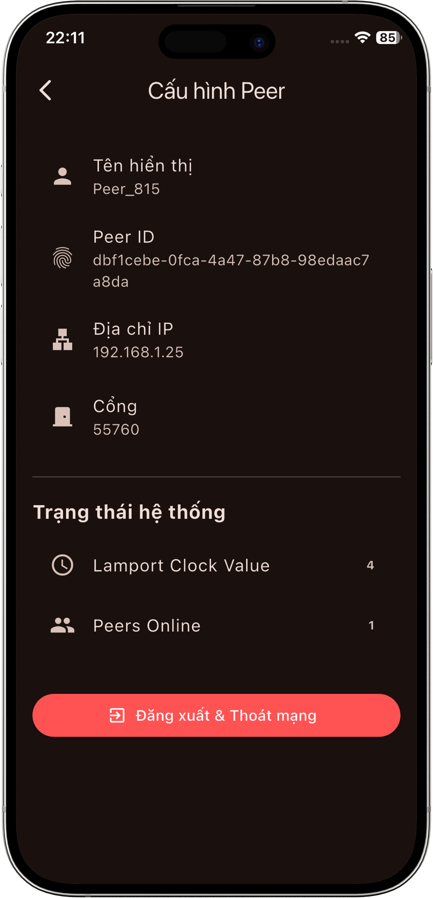 22:11
85
Cấu hình Peer
Tên hiển thị
Peer_815
Peer ID
dbf1cebe-0fca-4a47-87b8-98edaac7
a8da
Địa chỉ IP
192.168.1.25
Cổng
55760
Trạng thái hệ thống
Lamport Clock Value 4
Peers Online 1
Đăng xuất & Thoát mạng